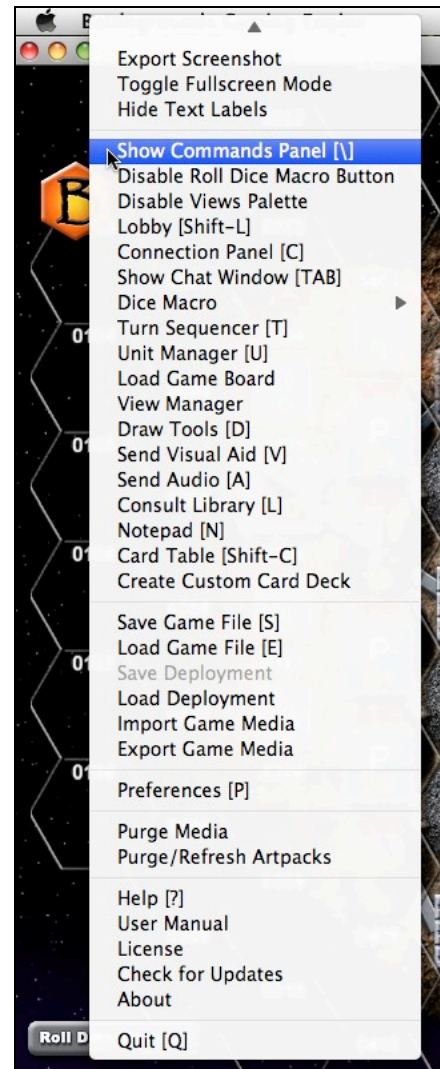 Export Screenshot
Toggle Fullscreen Mode
Hide Text Labels
Show Commands Panel [\]
Disable Roll Dice Macro Button
Disable Views Palette
Lobby [Shift-L]
Connection Panel [C]
Show Chat Window [TAB]
Dice Macro
Turn Sequencer [T]
Unit Manager [U]
Load Game Board
View Manager
Draw Tools [D]
Send Visual Aid [V]
Send Audio [A]
Consult Library [L]
Notepad [N]
Card Table [Shift-C]
Create Custom Card Deck
Save Game File [S]
Load Game File [E]
Save Deployment
Load Deployment
Import Game Media
Export Game Media
Preferences [P]
Purge Media
Purge/Refresh Artpacks
Help [?]
User Manual
License
Check for Updates
About
Roll D
Quit [Q]